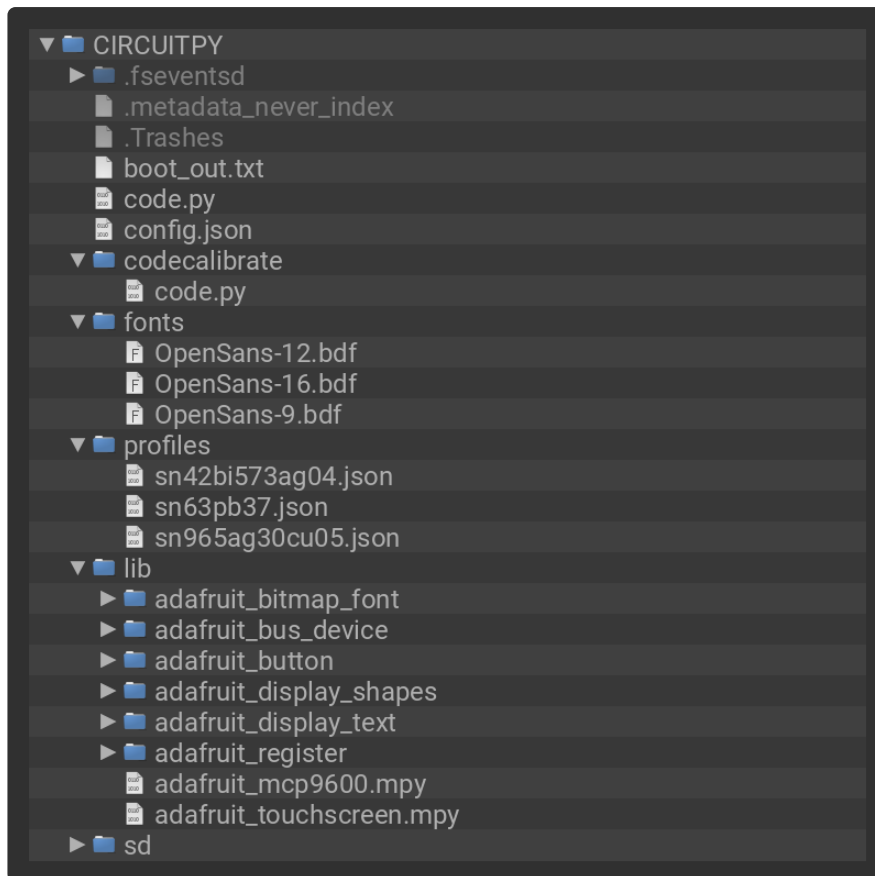 CIRCUITPY
.fseventsd
.metadata_never_index
.Trashes
boot_out.txt
code.py
config.json
codecalibrate
code.py
fonts
OpenSans-12.bdf
OpenSans-16.bdf
OpenSans-9.bdf
profiles
sn42bi573ag04.json
sn63pb37.json
sn965ag30cu05.json
lib
adafruit_bitmap_font
adafruit_bus_device
adafruit_button
adafruit_display_shapes
adafruit_display_text
adafruit_register
adafruit_mcp9600.mpy
adafruit_touchscreen.mpy
sd